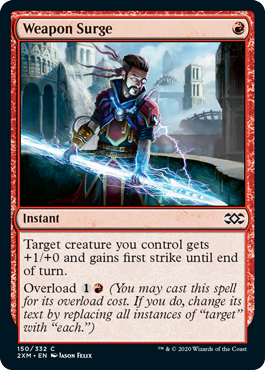 Weapon Surge
Instant
Target creature you control gets
+1/+0 and gains first strike until end
of turn.
Overload 1 (You may cast this spell
for its overload cost. If you do, change its
text by replacing all instances of “target”
with “each.”)
150/332 C
2XM • EN Jason Felix
™ & © 2020 Wizards of the Coast